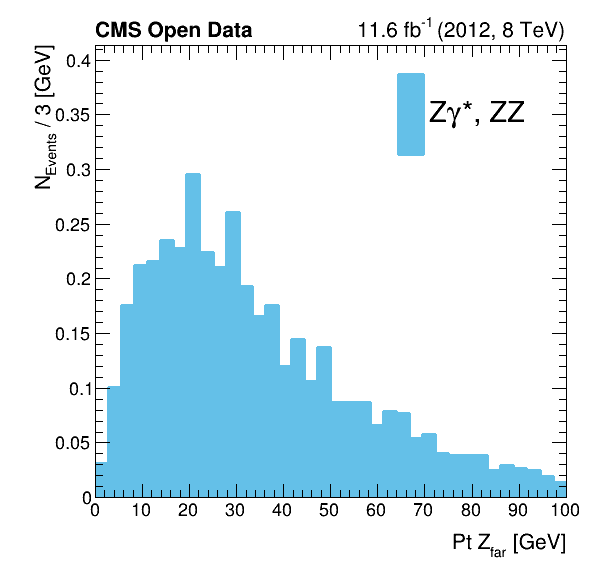 CMS Open Data 11.6 fb⁻¹ (2012, 8 TeV)
N_Events / 3 [GeV]
0.4
0.35
0.3
0.25
0.2
0.15
0.1
0.05
0
Zγ*, ZZ
0 10 20 30 40 50 60 70 80 90 100
Pt Z_far [GeV]